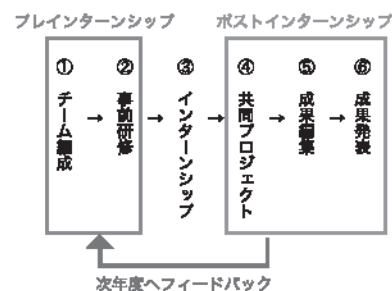 プレインターンシップ
ポストインターンシップ
① チーム編成
→
② 事前研修
→
③ インターンシップ
→
④ 共同プロジェクト
→
⑤ 成果編集
→
⑥ 成果発表
次年度へフィードバック